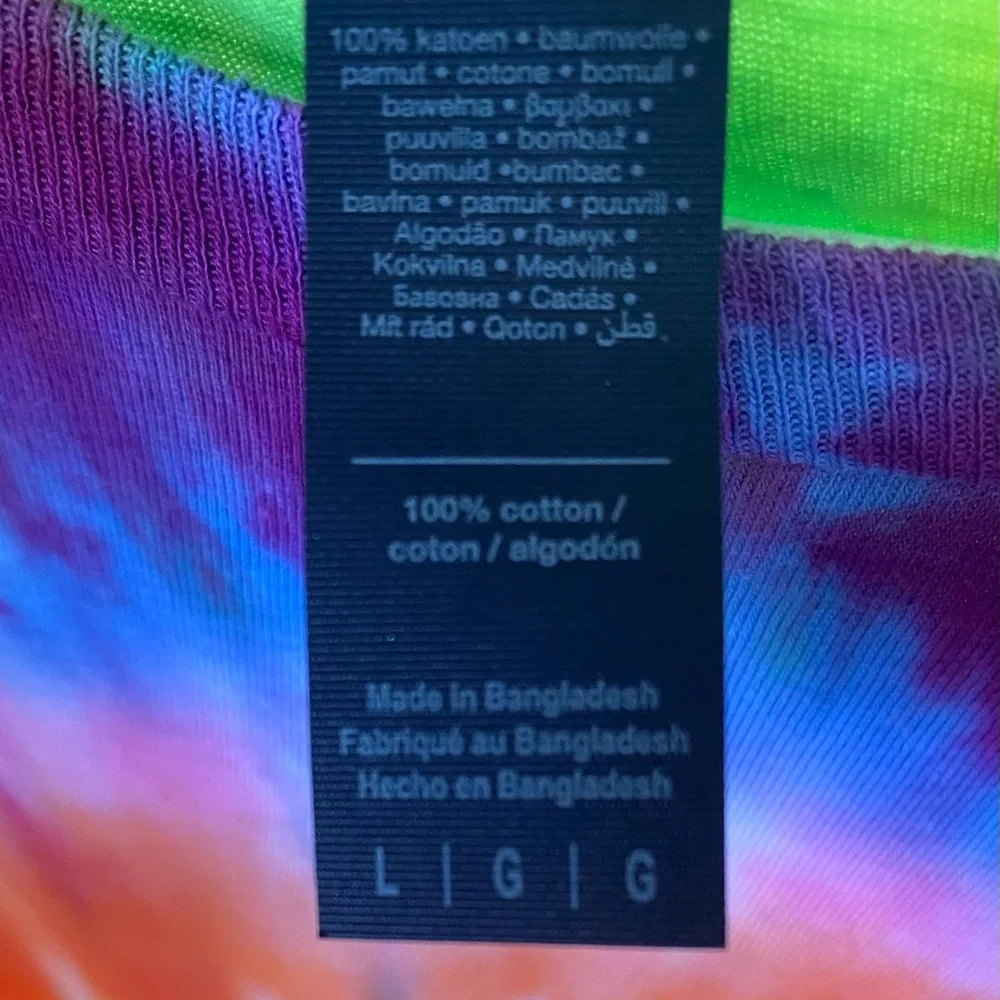 100% katoen • baumwolle •
pamut • cotone • bomull •
bawełna • βαμβακι •
puuvilla • bombaž •
bomuld •bumbac •
bavlna • pamuk • puuvill •
Algodão • Памук •
Kokvilna • Medvilnė •
Бавовна • Cadás •
Mít rád • Qoton • قطن.
100% cotton /
coton / algodón
Made in Bangladesh
Fabriqué au Bangladesh
Hecho en Bangladesh
L | G | G